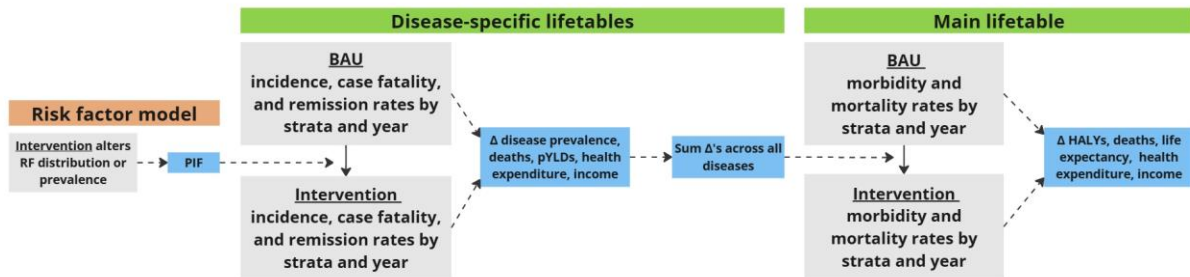 Disease-specific lifetables
Main lifetable
Risk factor model
Intervention alters
RF distribution or
prevalence
PIF
BAU
incidence, case fatality,
and remission rates by
strata and year
Intervention
incidence, case fatality,
and remission rates by
strata and year
Δ disease prevalence,
deaths, pYLDs, health
expenditure, income
Sum Δ's across all
diseases
BAU
morbidity and
mortality rates by
strata and year
Intervention
morbidity and
mortality rates by
strata and year
Δ HALYs, deaths, life
expectancy, health
expenditure, income